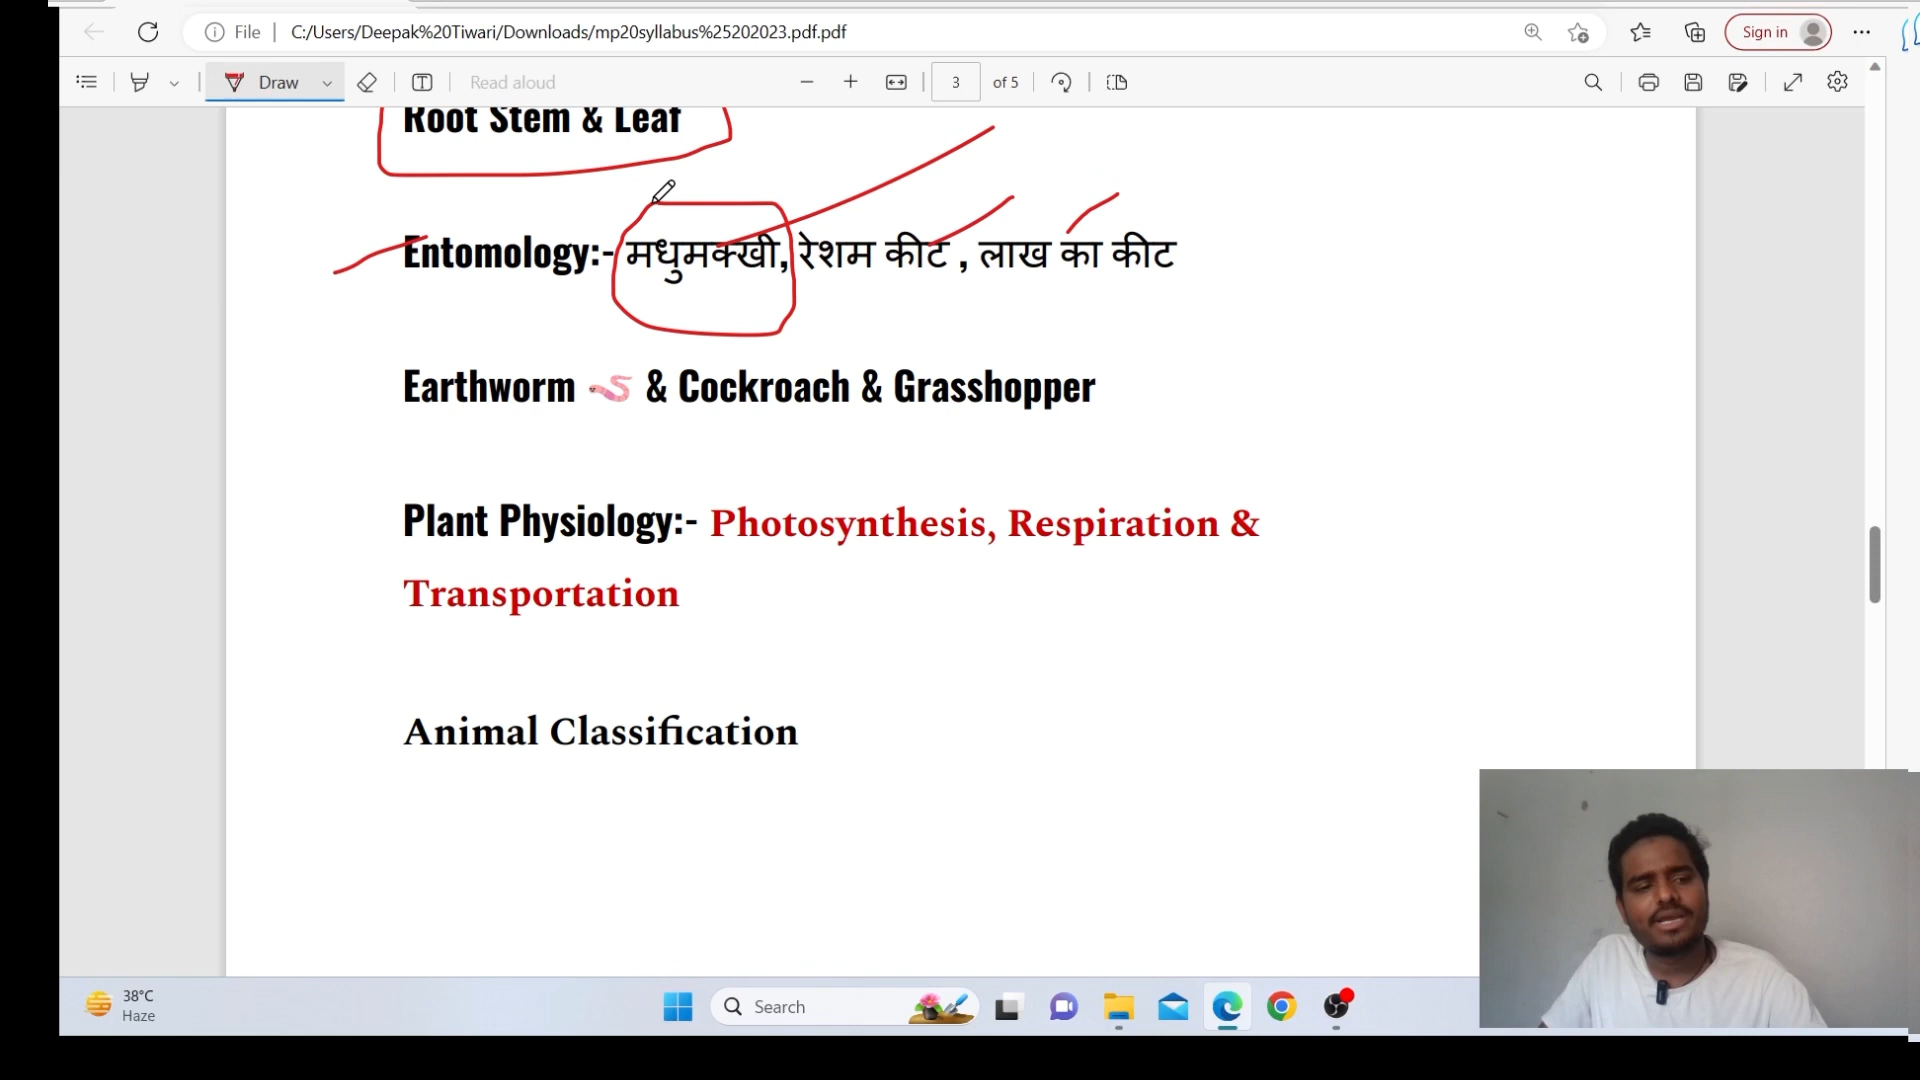 File
C:/Users/Deepak%20Tiwari/Downloads/mp20syllabus%25202023.pdf.pdf
Sign in
Draw
Read aloud
3
of 5
Root Stem & Leaf
Entomology:- मधुमक्खी, रेशम कीट , लाख का कीट
Earthworm & Cockroach & Grasshopper
Plant Physiology:- Photosynthesis, Respiration &
Transportation
Animal Classification
38°C
Haze
Search